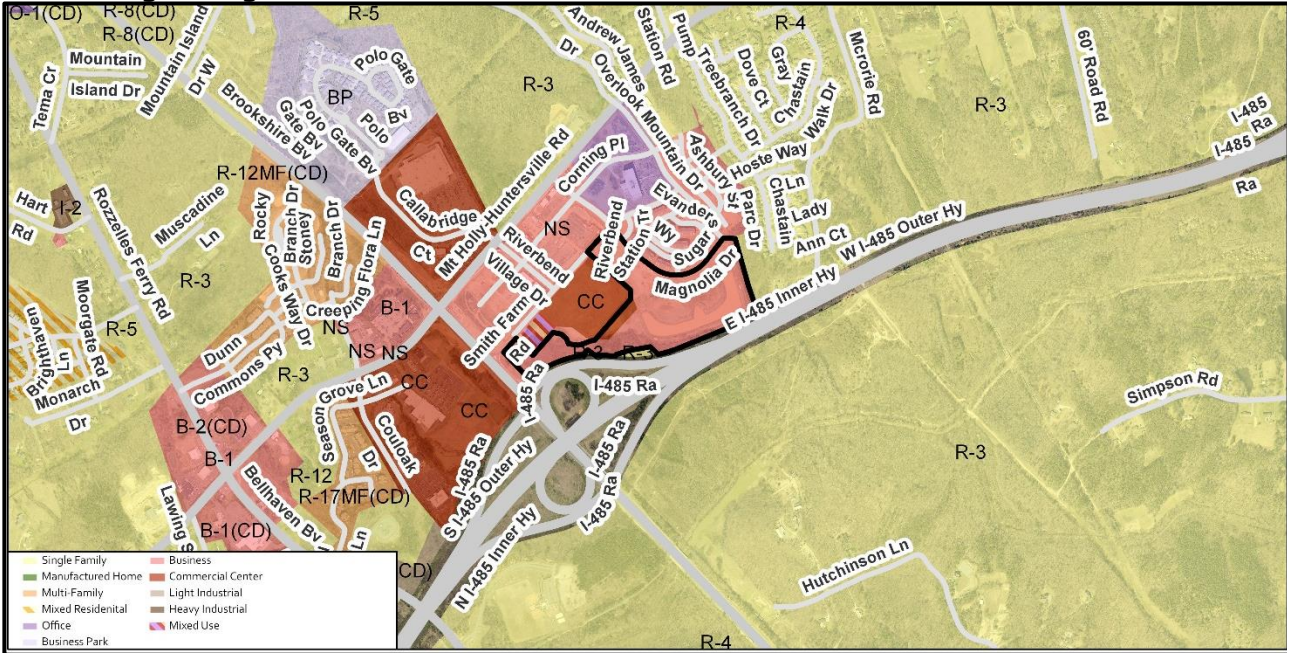 O-1(CD)
R-8(CD)
R-8(CD)
Mountain
Island Dr
Mountain Island
Dr W
Tema Cr
R-5
Polo Gate
Bv
BP
Polo
Gate Bv
Polo
Gate Bv
Brookshire Bv
R-3
Andrew James
Dr
Overlook Mountain Dr
Station Rd
Pump
Treebranch Dr
Dove Ct
Gray
Chastain
Walk Dr
R-4
Mcrorie Rd
R-3
60' Road Rd
I-485
I-485 Ra
Ra
Hart
Rd
I-2
R-12MF(CD)
Rozzelles Ferry Rd
Muscadine
Ln
Rocky
Branch Dr
Stoney
Branch Dr
Cooks Way Dr
Creeping Flora Ln
Callabridge
Ct
Mt Holly-Huntersville Rd
Corning Pl
Ashbury St
Hoste Way
Parc Dr
Chastain
Ln
Lady
Ann Ct
Evanders
Wy
Sugar
Magnolia Dr
Riverbend
Station Tr
NS
Riverbend
Village Dr
CC
W I-485 Outer Hy
E I-485 Inner Hy
R-3
R-5
Moorgate Rd
Brighthaven
Ln
Monarch
Dr
Dunn
Commons Py
NS
B-1
NS
NS
Smith Farm
Rd
R-3
CC
CC
Season Grove Ln
Couloak
Dr
I-485 Ra
I-485 Ra
I-485 Ra
I-485 Ra
I-485 Ra
S I-485 Outer Hy
N I-485 Inner Hy
B-2(CD)
B-1
R-12
R-17MF(CD)
Bellhaven Bv
Ln
Lawing S
B-1(CD)
CD)
Simpson Rd
R-3
Hutchinson Ln
R-4
Single Family
Manufactured Home
Multi-Family
Mixed Residental
Office
Business Park
Business
Commercial Center
Light Industrial
Heavy Industrial
Mixed Use